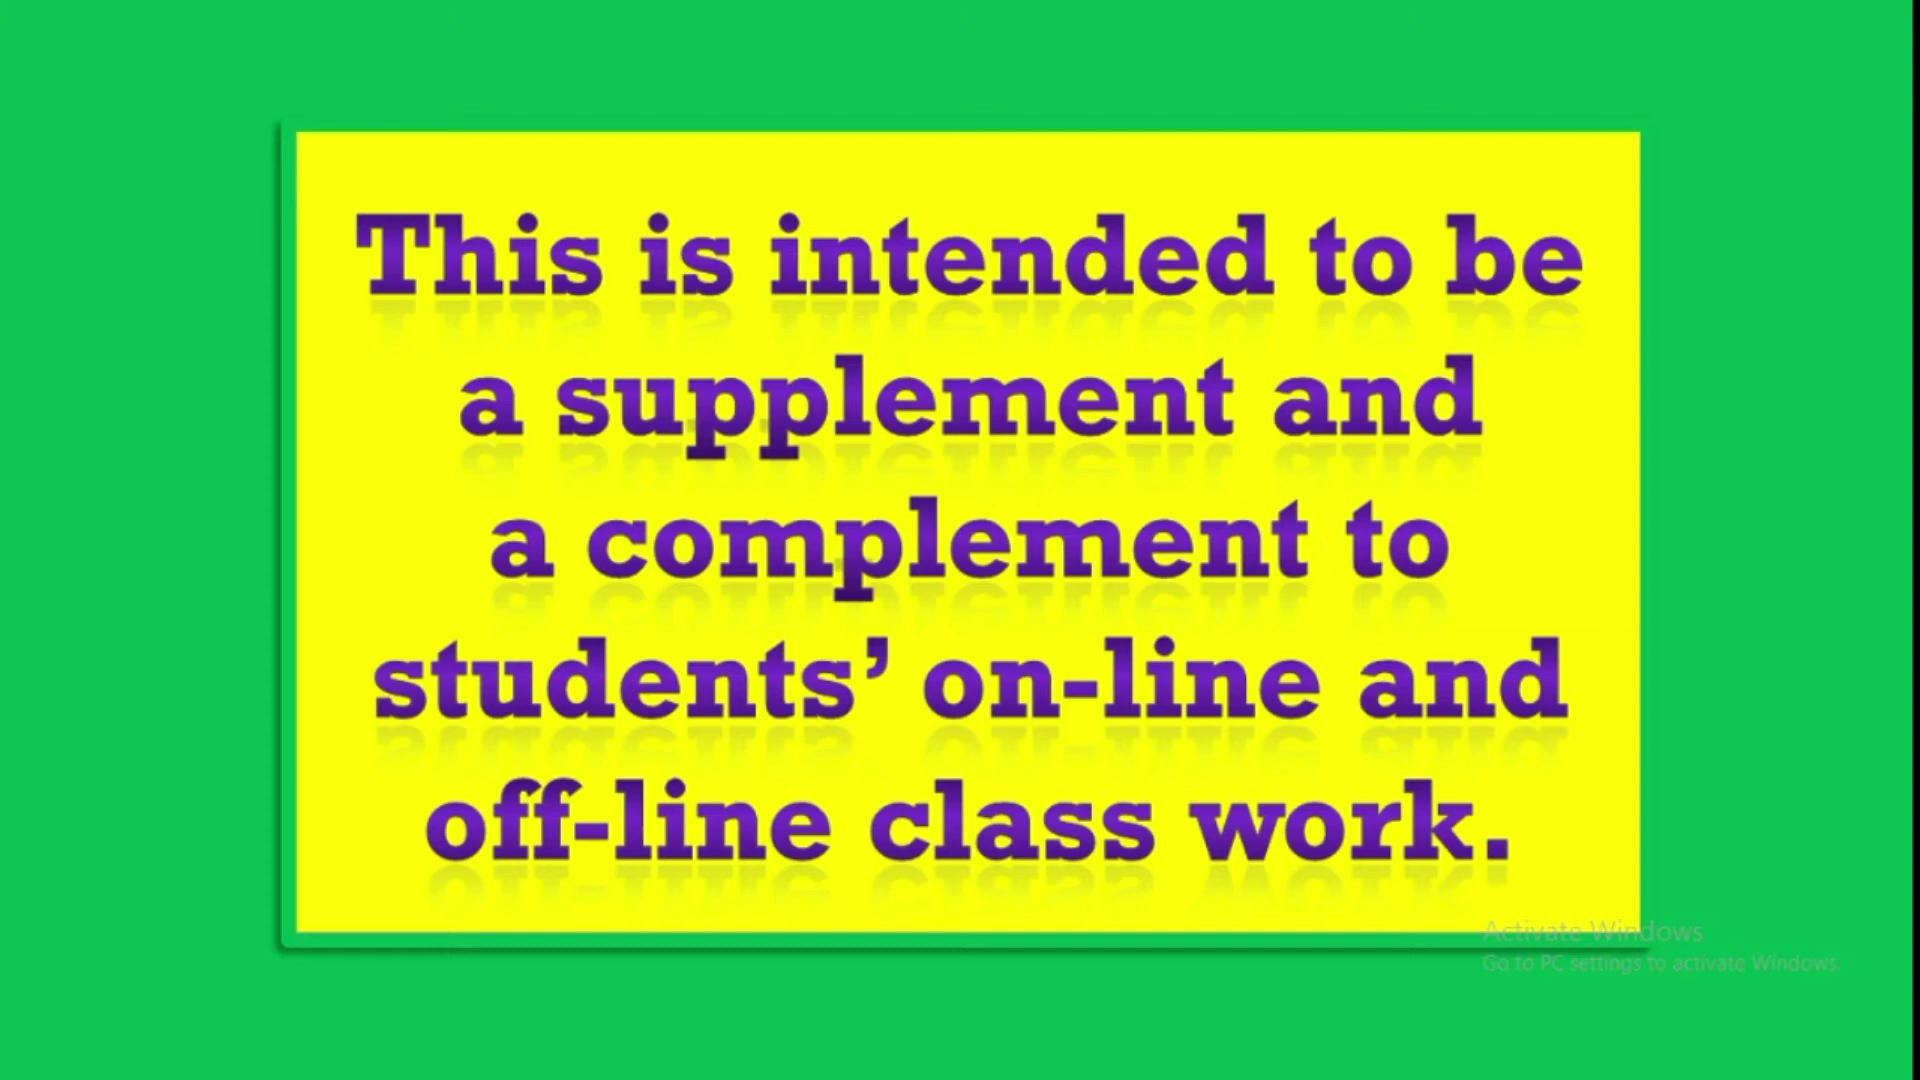 This is intended to be
a supplement and
a complement to
students’ on-line and
off-line class work.
Activate Windows
Go to PC settings to activate Windows.